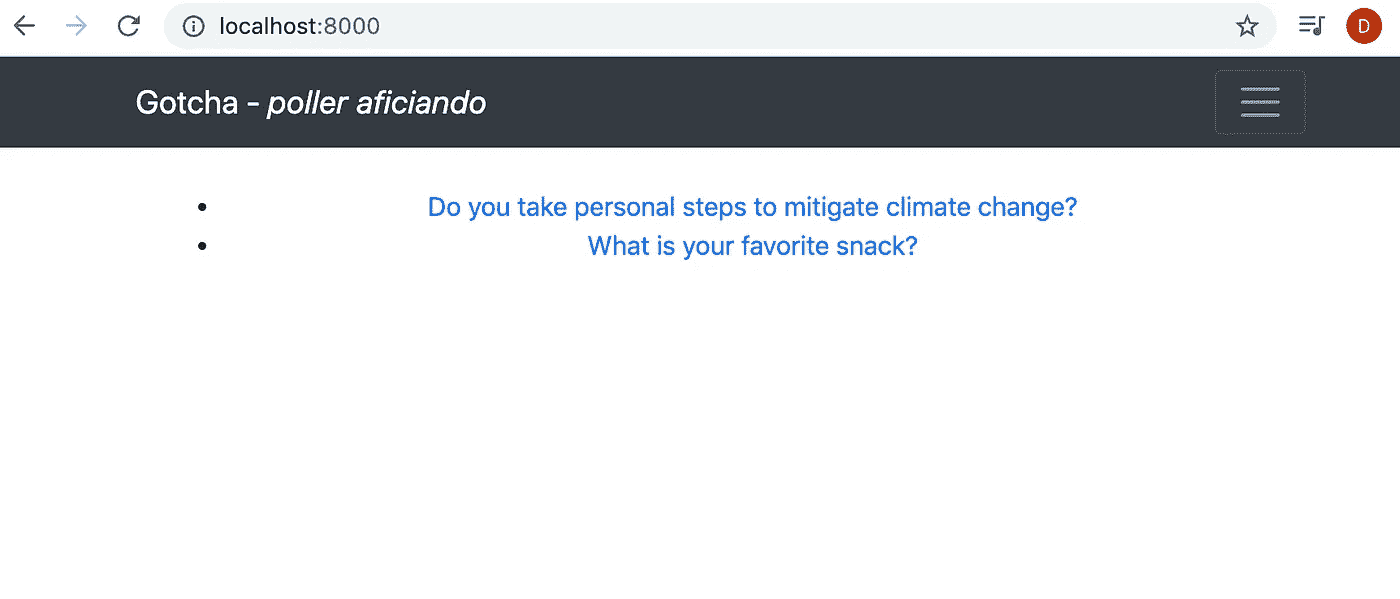 localhost:8000
D
Gotcha - poller aficiando
Do you take personal steps to mitigate climate change?
What is your favorite snack?